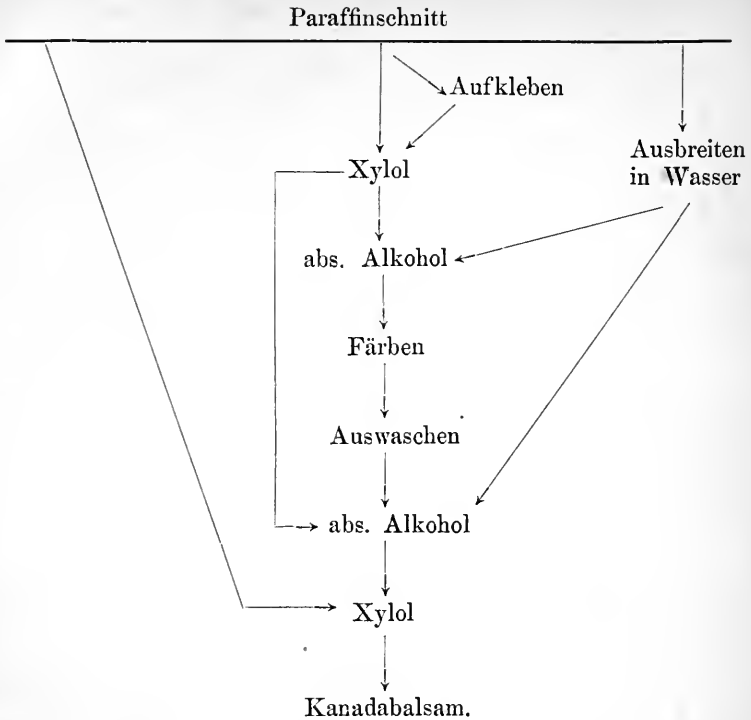 Paraffinschnitt
Aufkleben
Ausbreiten
in Wasser
Xylol
abs. Alkohol
Färben
Auswaschen
abs. Alkohol
Xylol
Kanadabalsam.